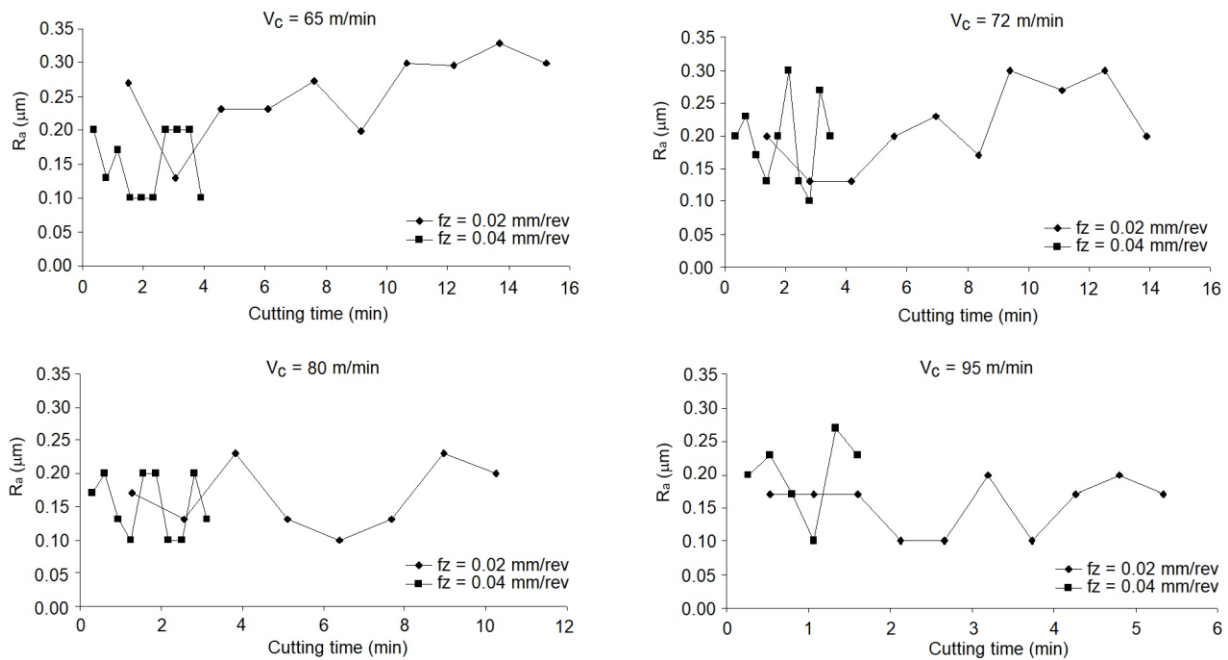 V_C = 65 m/min
R_a (μm)
0.35
0.30
0.25
0.20
0.15
0.10
0.05
0.00
0 2 4 6 8 10 12 14 16
Cutting time (min)
fz = 0.02 mm/rev
fz = 0.04 mm/rev
V_C = 72 m/min
R_a (μm)
0.35
0.30
0.25
0.20
0.15
0.10
0.05
0.00
0 2 4 6 8 10 12 14 16
Cutting time (min)
fz = 0.02 mm/rev
fz = 0.04 mm/rev
V_C = 80 m/min
R_a (μm)
0.35
0.30
0.25
0.20
0.15
0.10
0.05
0.00
0 2 4 6 8 10 12
Cutting time (min)
fz = 0.02 mm/rev
fz = 0.04 mm/rev
V_C = 95 m/min
R_a (μm)
0.35
0.30
0.25
0.20
0.15
0.10
0.05
0.00
0 1 2 3 4 5 6
Cutting time (min)
fz = 0.02 mm/rev
fz = 0.04 mm/rev